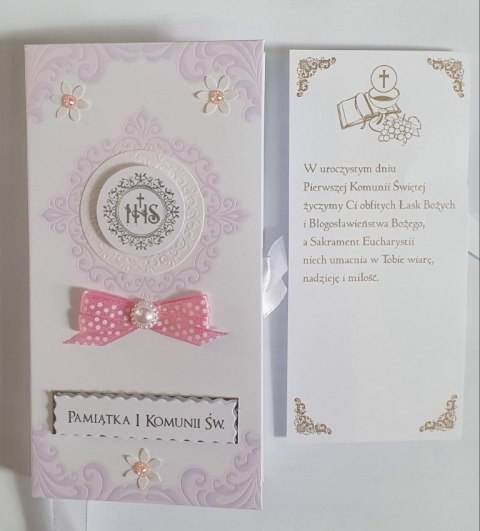 IHS
PAMIĄTKA I KOMUNII ŚW.
W uroczystym dniu
Pierwszej Komunii Świętej
życzymy Ci obfitych Łask Bożych
i Błogosławieństwa Bożego,
a Sakrament Eucharystii
niech umacnia w Tobie wiarę,
nadzieję i miłość.